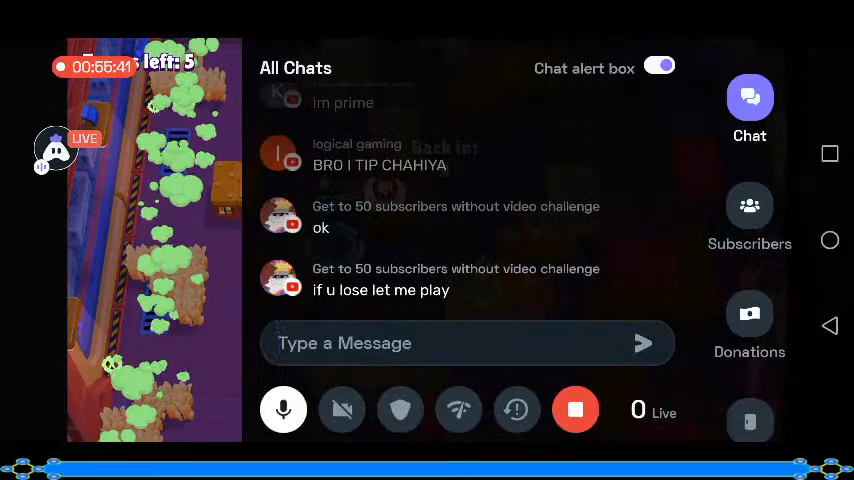 s left: 5
00:55:41
LIVE
All Chats
Chat alert box
im prime
logical gaming
Back in:
BRO I TIP CHAHIYA
Get to 50 subscribers without video challenge
ok
Get to 50 subscribers without video challenge
if u lose let me play
Type a Message
0 Live
Chat
Subscribers
Donations